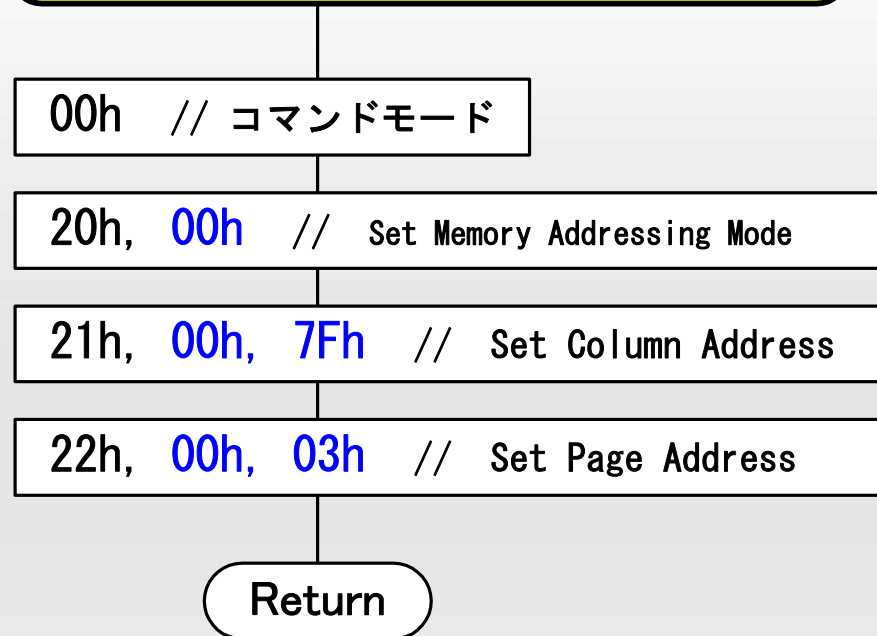 00h // コマンドモード
20h, 00h // Set Memory Addressing Mode
21h, 00h, 7Fh // Set Column Address
22h, 00h, 03h // Set Page Address
Return